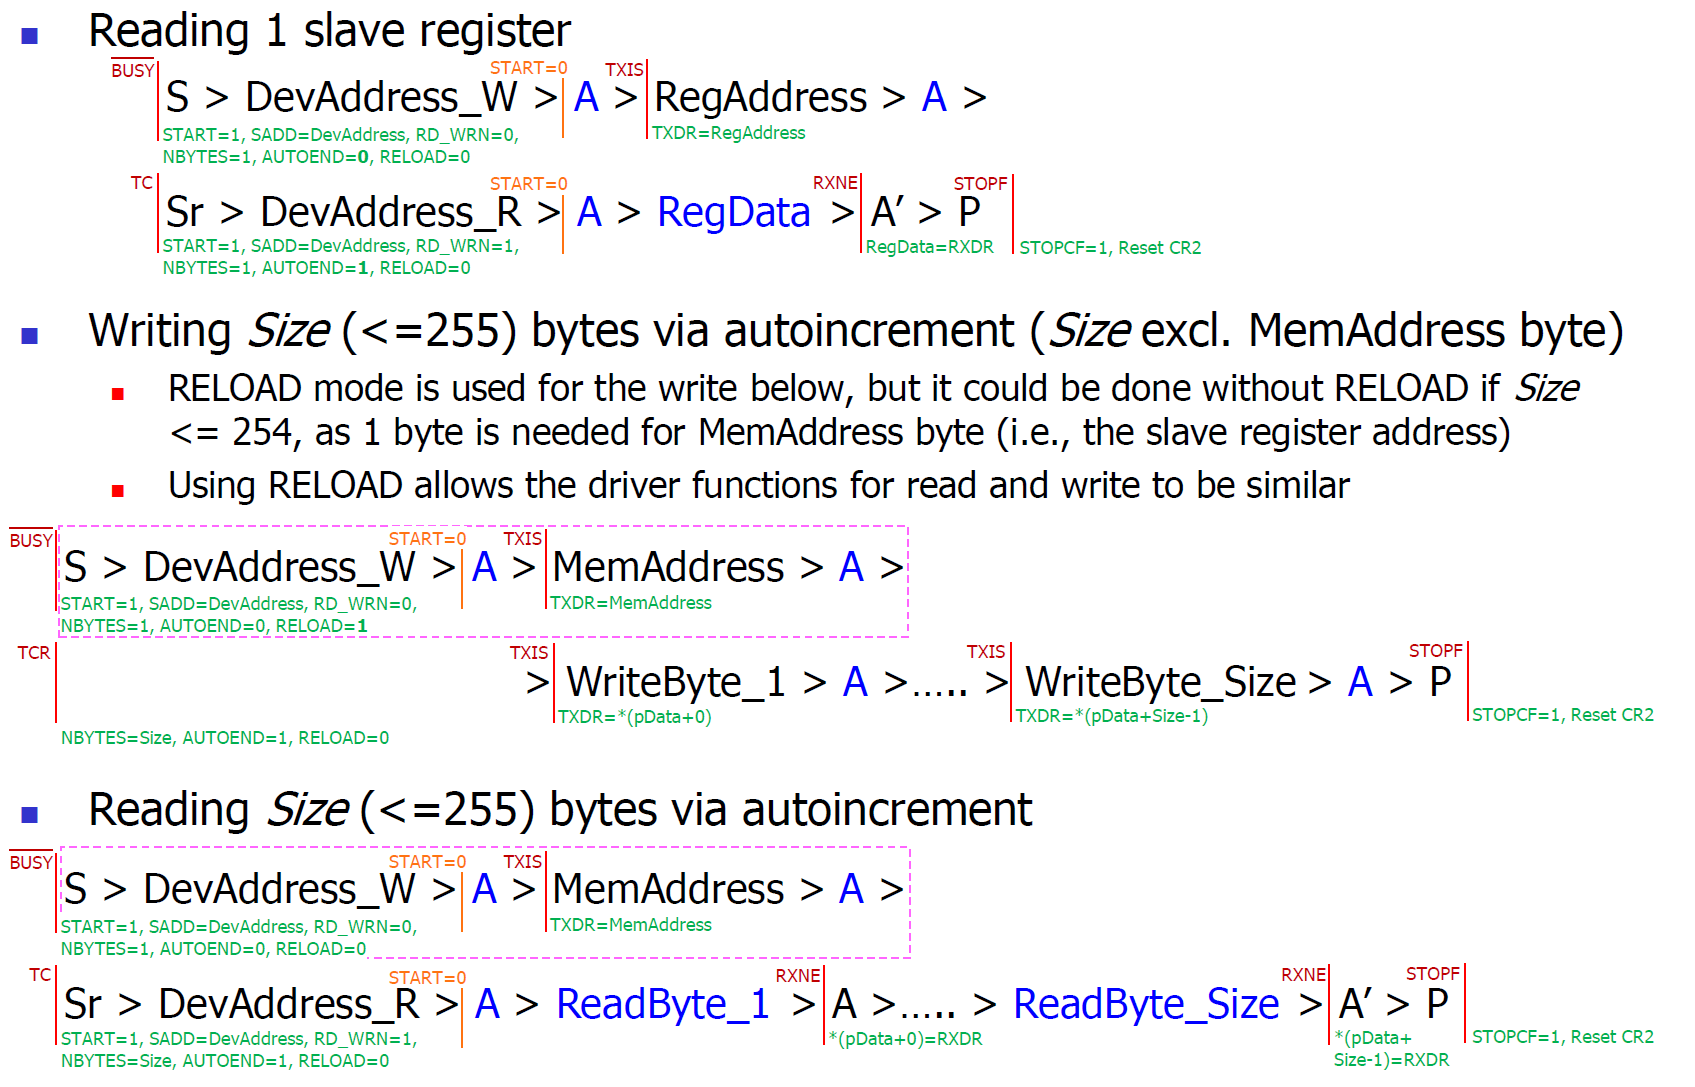 Reading 1 slave register
BUSY START=0 TXIS
S > DevAddress_W > A > RegAddress > A >
START=1, SADD=DevAddress, RD_WRN=0, TXDR=RegAddress
NBYTES=1, AUTOEND=0, RELOAD=0
TC START=0 RXNE STOPF
Sr > DevAddress_R > A > RegData > A’ > P
START=1, SADD=DevAddress, RD_WRN=1, RegData=RXDR STOPCF=1, Reset CR2
NBYTES=1, AUTOEND=1, RELOAD=0
Writing Size (<=255) bytes via autoincrement (Size excl. MemAddress byte)
RELOAD mode is used for the write below, but it could be done without RELOAD if Size
<= 254, as 1 byte is needed for MemAddress byte (i.e., the slave register address)
Using RELOAD allows the driver functions for read and write to be similar
BUSY START=0 TXIS
S > DevAddress_W > A > MemAddress > A >
START=1, SADD=DevAddress, RD_WRN=0, TXDR=MemAddress
NBYTES=1, AUTOEND=0, RELOAD=1
TCR TXIS TXIS STOPF
> WriteByte_1 > A >..... > WriteByte_Size > A > P
TXDR=*(pData+0) TXDR=*(pData+Size-1) STOPCF=1, Reset CR2
NBYTES=Size, AUTOEND=1, RELOAD=0
Reading Size (<=255) bytes via autoincrement
BUSY START=0 TXIS
S > DevAddress_W > A > MemAddress > A >
START=1, SADD=DevAddress, RD_WRN=0, TXDR=MemAddress
NBYTES=1, AUTOEND=0, RELOAD=0
TC START=0 RXNE RXNE STOPF
Sr > DevAddress_R > A > ReadByte_1 > A >..... > ReadByte_Size > A’ > P
START=1, SADD=DevAddress, RD_WRN=1, *(pData+0)=RXDR *(pData+ STOPCF=1, Reset CR2
NBYTES=Size, AUTOEND=1, RELOAD=0 Size-1)=RXDR